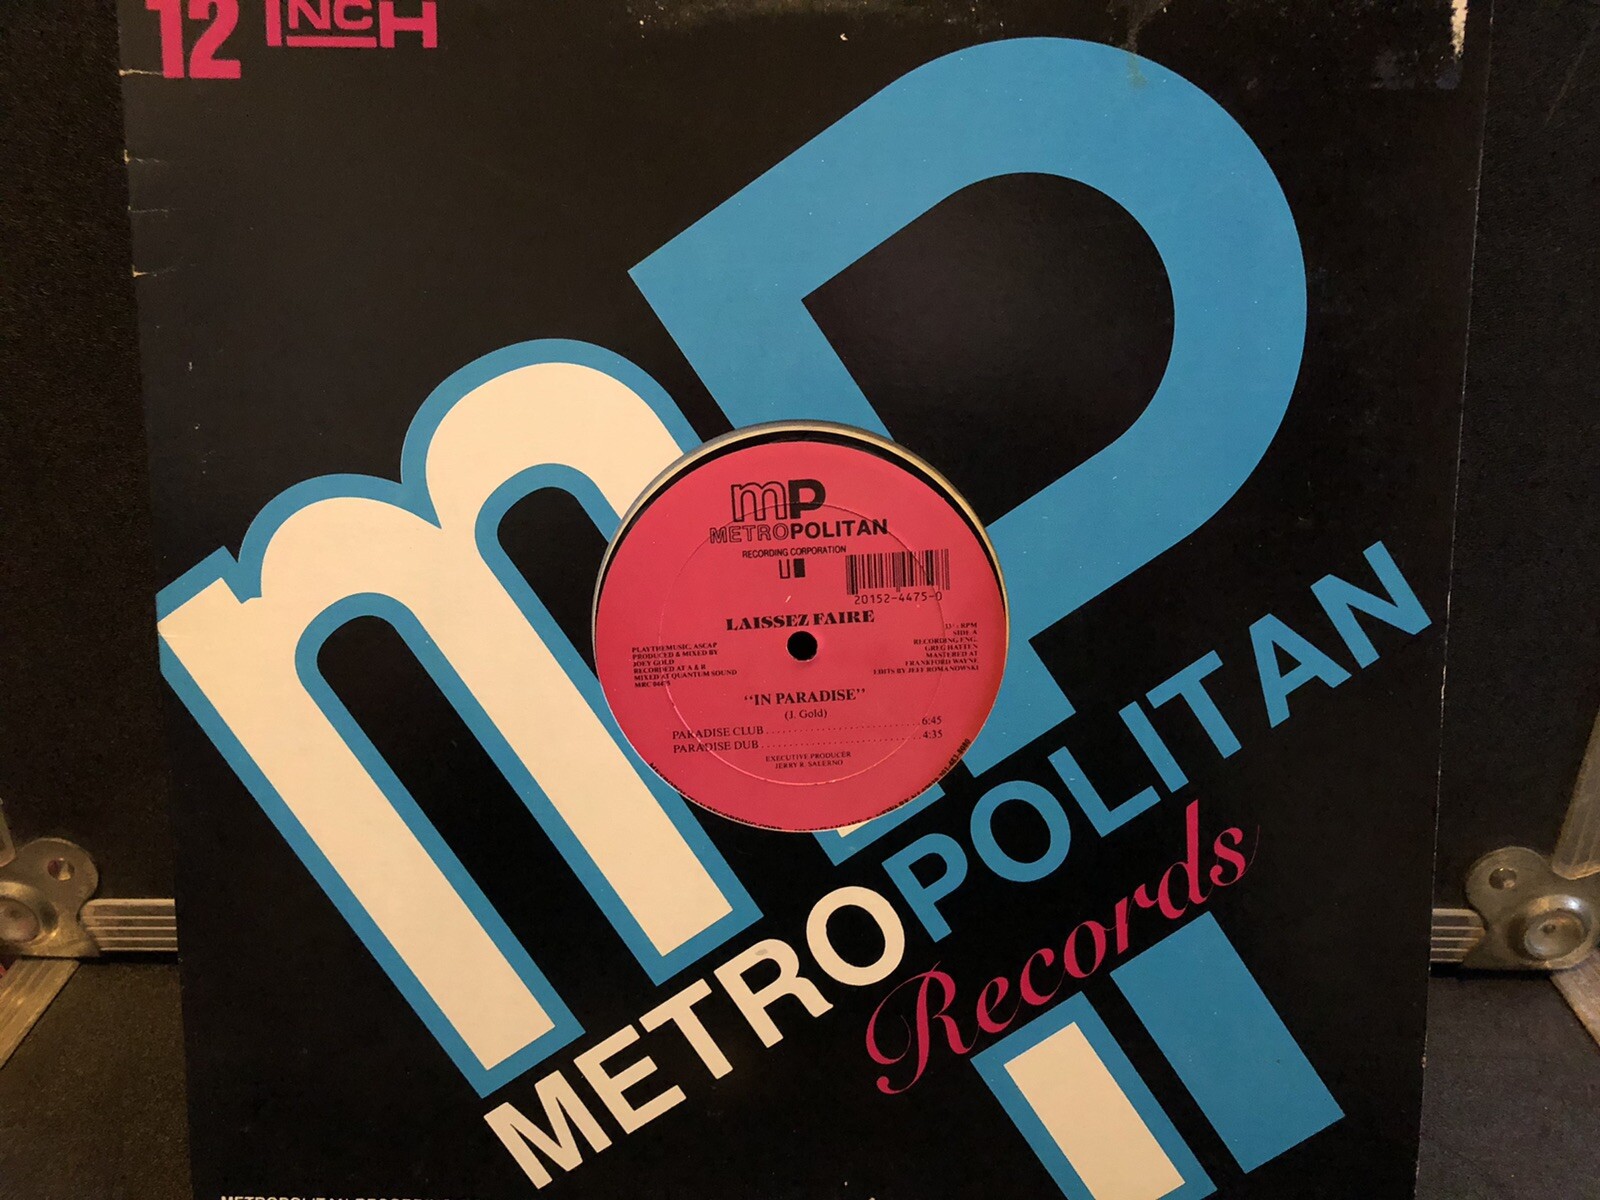 12 INCH
mP
METROPOLITAN
RECORDING CORPORATION
20152-4475-0
LAISSEZ FAIRE
PLAYTHEMUSIC, ASCAP
PRODUCED & MIXED BY
JOEY GOLD
RECORDED AT A & R
MIXED AT QUANTUM SOUND
MRC
33⅓ RPM
SIDE A
RECORDING ENG.
GREG HATTEN
MASTERED AT
FRANKFORD WAYNE
EDITS BY JEFF ROMANOWSKI
"IN PARADISE"
(J. Gold)
PARADISE CLUB 6:45
PARADISE DUB 4:35
EXECUTIVE PRODUCER
JERRY R. SALERNO
mP
METROPOLITAN
Records